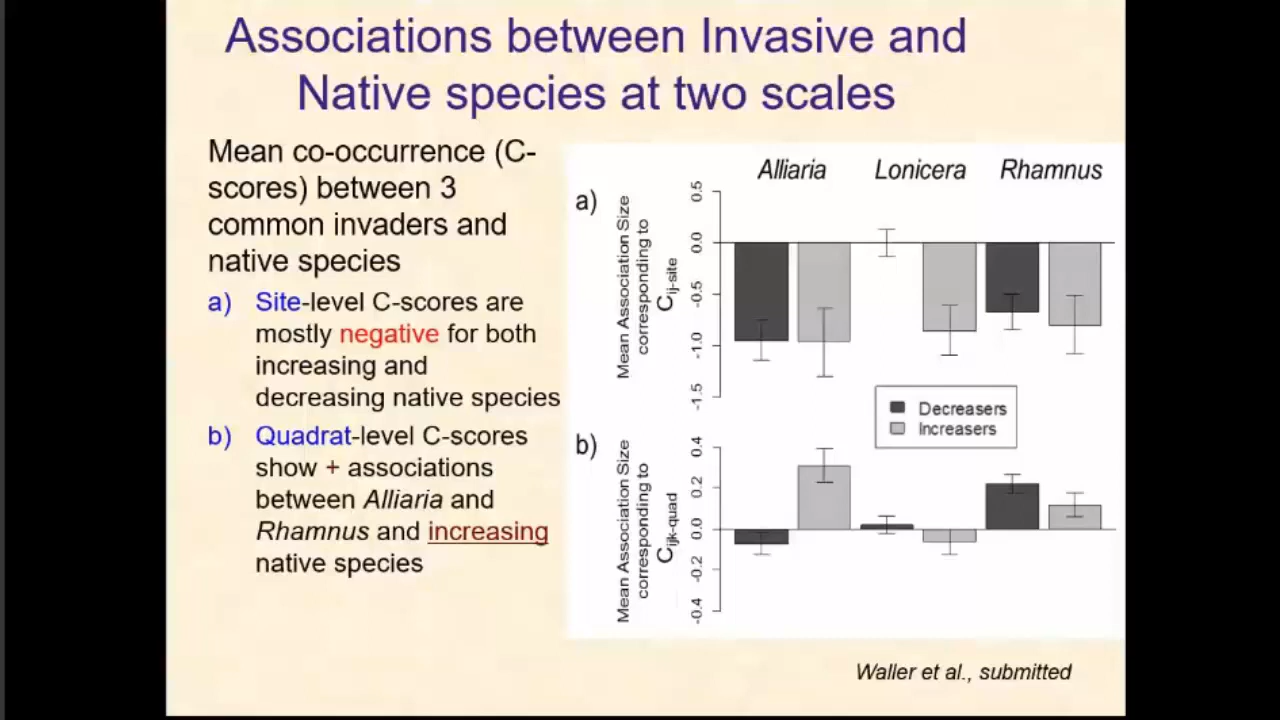 Associations between Invasive and
Native species at two scales
Mean co-occurrence (C-
scores) between 3
common invaders and
native species
a) Site-level C-scores are
mostly negative for both
increasing and
decreasing native species
b) Quadrat-level C-scores
show + associations
between Alliaria and
Rhamnus and increasing
native species
Alliaria Lonicera Rhamnus
a)
Mean Association Size
corresponding to
Cij-site
0.5
0.0
-0.5
-1.0
-1.5
Decreasers
Increasers
b)
Mean Association Size
corresponding to
Cijk-quad
0.4
0.2
0.0
-0.2
-0.4
Waller et al., submitted